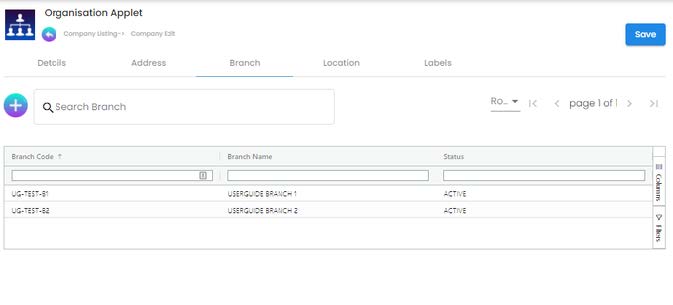 Organisation Applet
Company Listing--> Company Edit
Save
Details Address Branch Location Labels
Search Branch
Ro... page 1 of 1
Branch Code ↑ Branch Name Status
UG-TEST-B1 USERGUIDE BRANCH 1 ACTIVE
UG-TEST-B2 USERGUIDE BRANCH 2 ACTIVE
Columns
Filters